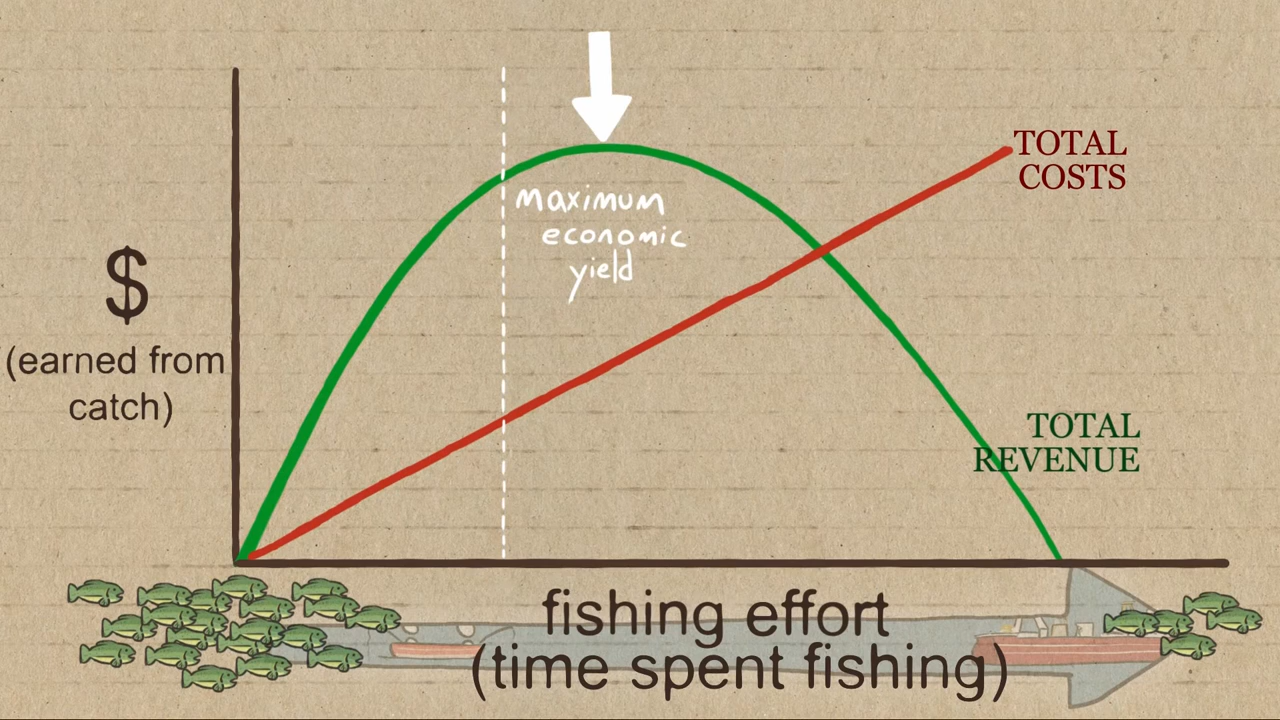 TOTAL
COSTS
maximum
economic
yield
$
(earned from
catch)
TOTAL
REVENUE
fishing effort
(time spent fishing)